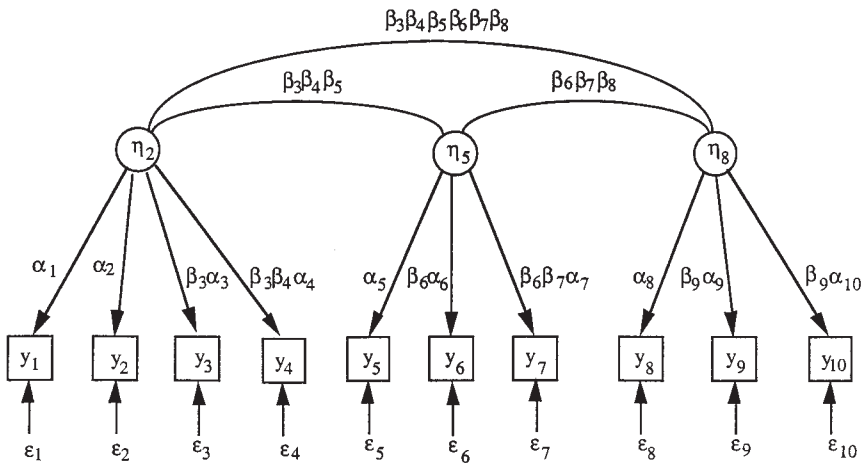 β₃β₄β₅β₆β₇β₈
β₃β₄β₅ β₆β₇β₈
η₂ η₅ η₈
α₁ α₂ β₃α₃ β₃β₄α₄ α₅ β₆α₆ β₆β₇α₇ α₈ β₉α₉ β₉α₁₀
y₁ y₂ y₃ y₄ y₅ y₆ y₇ y₈ y₉ y₁₀
ε₁ ε₂ ε₃ ε₄ ε₅ ε₆ ε₇ ε₈ ε₉ ε₁₀